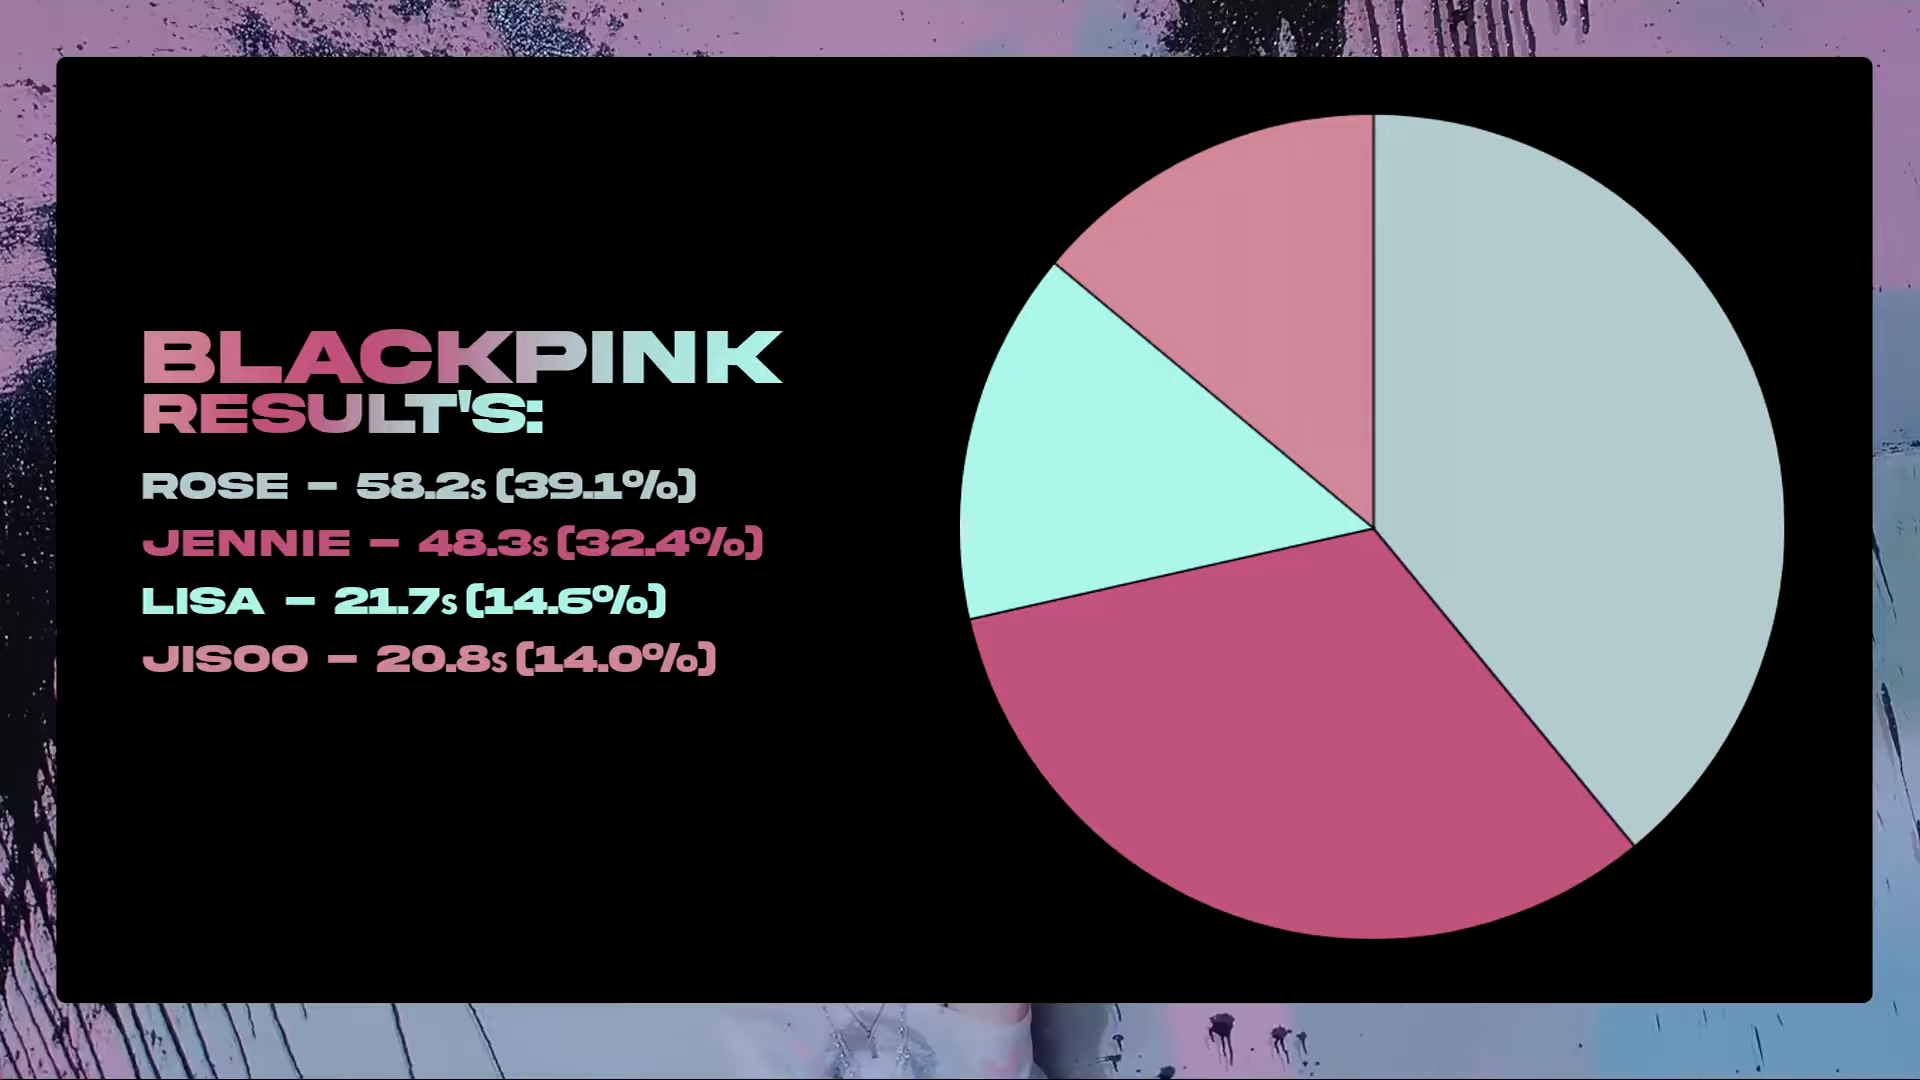 BLACKPINK
RESULT'S:
ROSE – 58.2s (39.1%)
JENNIE – 48.3s (32.4%)
LISA – 21.7s (14.6%)
JISOO – 20.8s (14.0%)